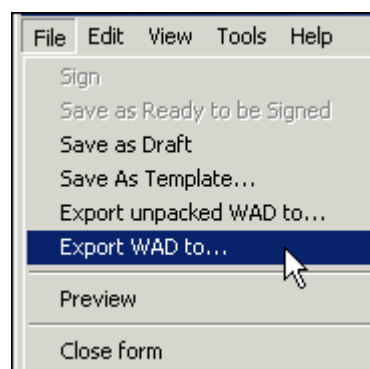 File Edit View Tools Help
Sign
Save as Ready to be Signed
Save as Draft
Save As Template...
Export unpacked WAD to...
Export WAD to...
Preview
Close form